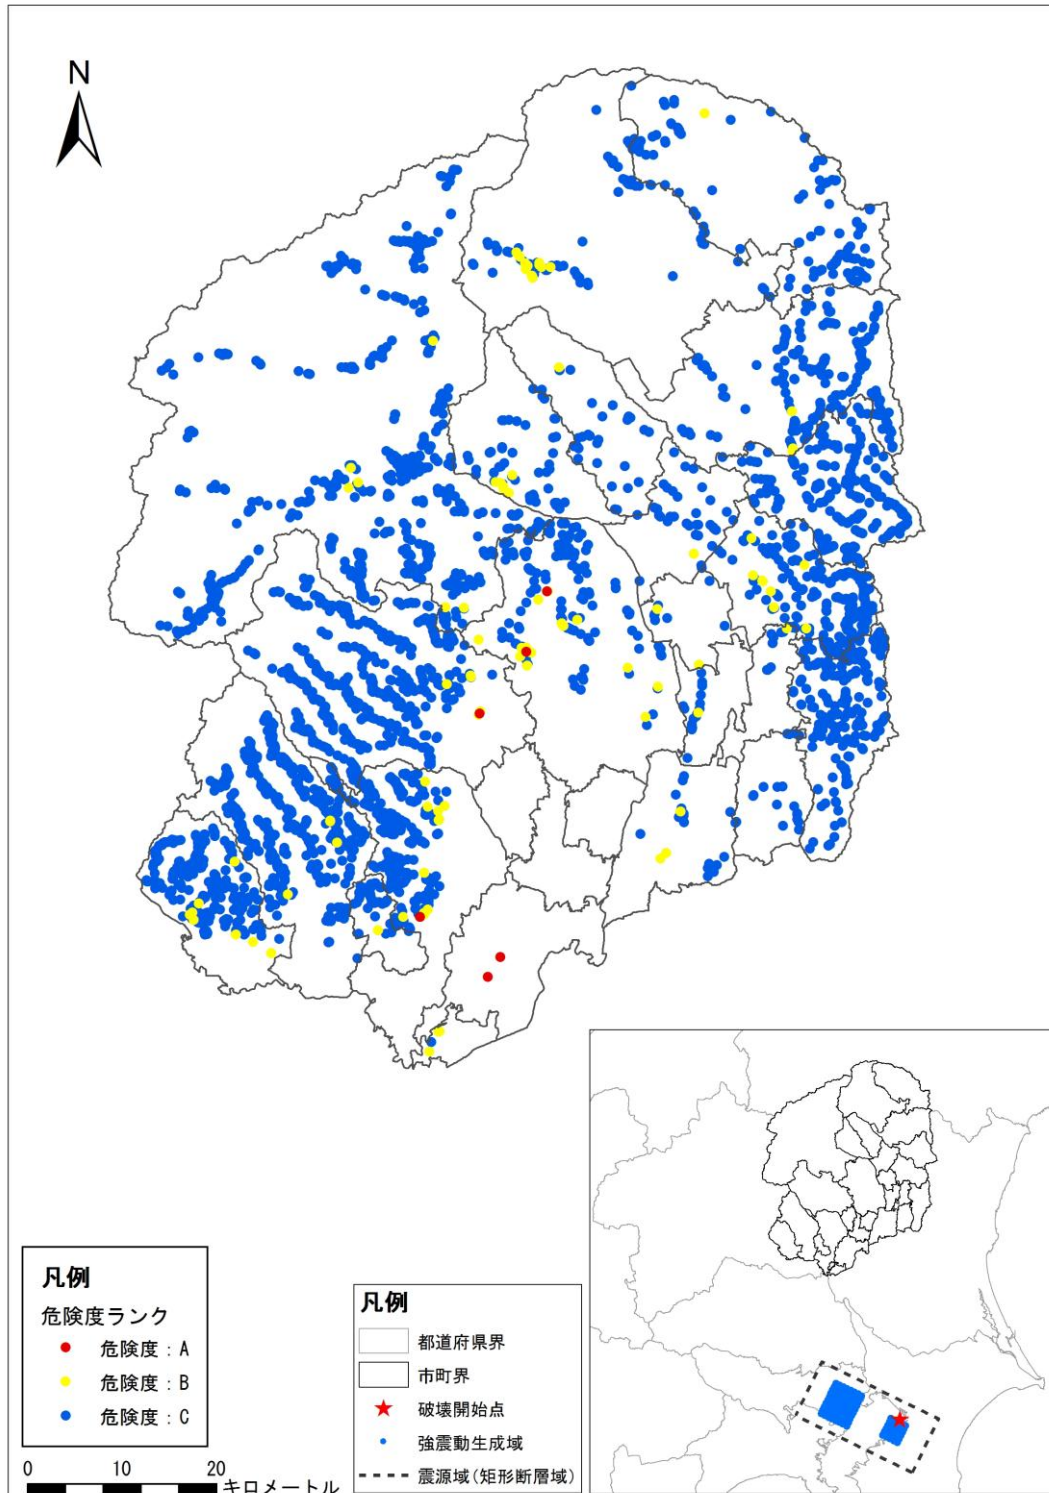 N
凡例
危険度ランク
危険度：A
危険度：B
危険度：C
0 10 20
キロメートル
凡例
都道府県界
市町界
破壊開始点
強震動生成域
震源域(矩形断層域)